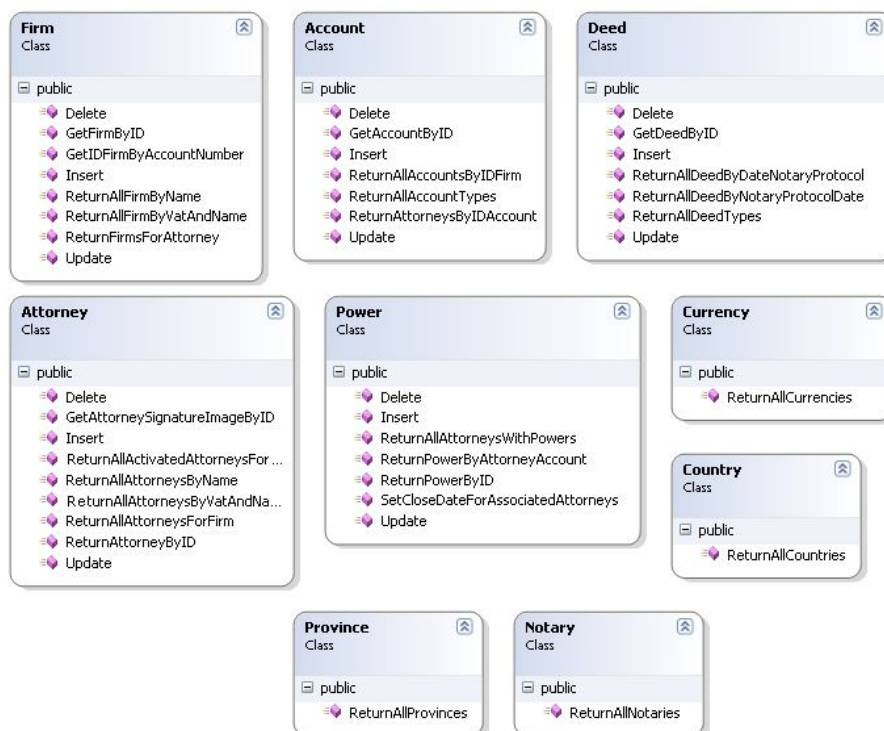 Firm
Class
public
Delete
GetFirmByID
GetIDFirmByAccountNumber
Insert
ReturnAllFirmByName
ReturnAllFirmByVatAndName
ReturnFirmsForAttorney
Update
Account
Class
public
Delete
GetAccountByID
Insert
ReturnAllAccountsByIDFirm
ReturnAllAccountTypes
ReturnAttorneysByIDAccount
Update
Deed
Class
public
Delete
GetDeedByID
Insert
ReturnAllDeedByDateNotaryProtocol
ReturnAllDeedByNotaryProtocolDate
ReturnAllDeedTypes
Update
Attorney
Class
public
Delete
GetAttorneySignatureImageByID
Insert
ReturnAllActivatedAttorneysFor...
ReturnAllAttorneysByName
ReturnAllAttorneysByVatAndNa...
ReturnAllAttorneysForFirm
ReturnAttorneyByID
Update
Power
Class
public
Delete
Insert
ReturnAllAttorneysWithPowers
ReturnPowerByAttorneyAccount
ReturnPowerByID
SetCloseDateForAssociatedAttorneys
Update
Currency
Class
public
ReturnAllCurrencies
Country
Class
public
ReturnAllCountries
Province
Class
public
ReturnAllProvinces
Notary
Class
public
ReturnAllNotaries